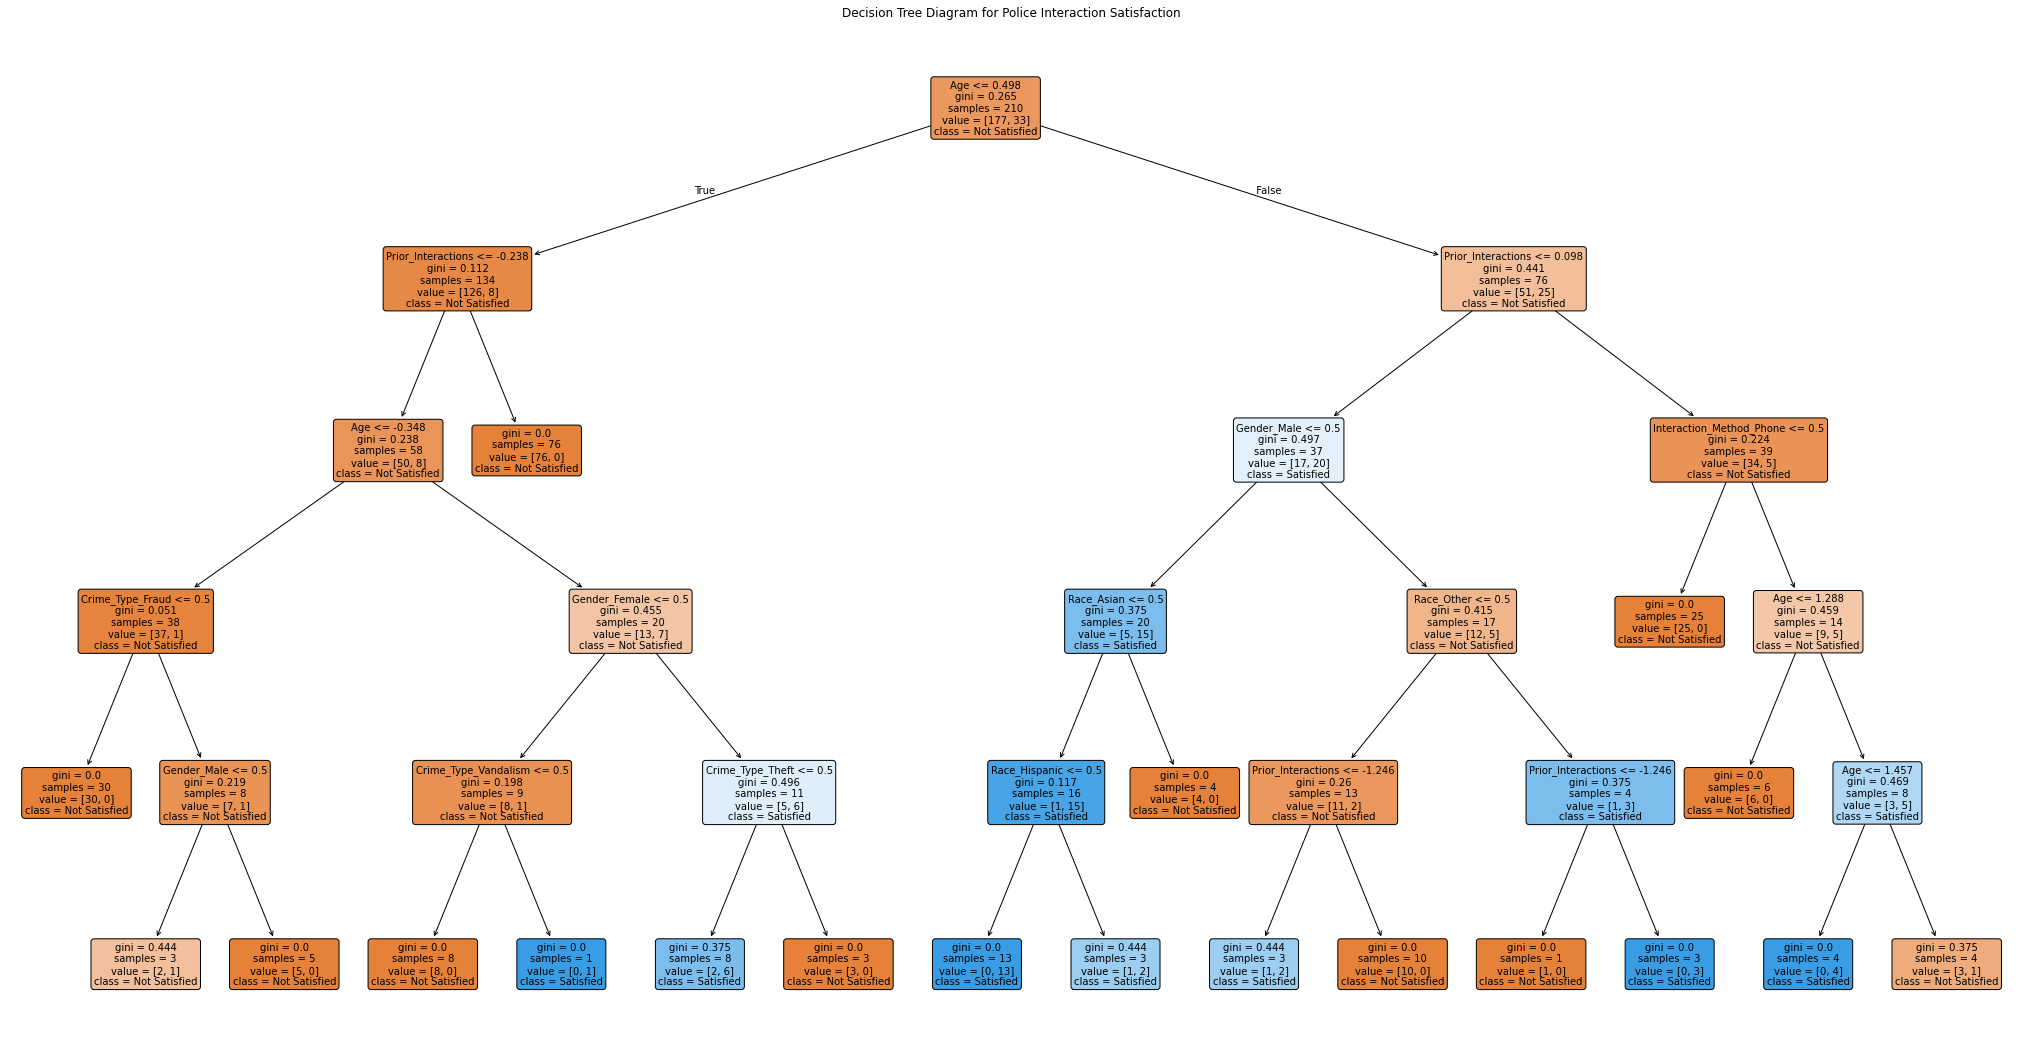 Decision Tree Diagram for Police Interaction Satisfaction
Age <= 0.498
gini = 0.265
samples = 210
value = [177, 33]
class = Not Satisfied
True
False
Prior_Interactions <= -0.238
gini = 0.112
samples = 134
value = [126, 8]
class = Not Satisfied
Prior_Interactions <= 0.098
gini = 0.441
samples = 76
value = [51, 25]
class = Not Satisfied
Age <= -0.348
gini = 0.238
samples = 58
value = [50, 8]
class = Not Satisfied
gini = 0.0
samples = 76
value = [76, 0]
class = Not Satisfied
Gender_Male <= 0.5
gini = 0.497
samples = 37
value = [17, 20]
class = Satisfied
Interaction_Method_Phone <= 0.5
gini = 0.224
samples = 39
value = [34, 5]
class = Not Satisfied
Crime_Type_Fraud <= 0.5
gini = 0.051
samples = 38
value = [37, 1]
class = Not Satisfied
Gender_Female <= 0.5
gini = 0.455
samples = 20
value = [13, 7]
class = Not Satisfied
Race_Asian <= 0.5
gini = 0.375
samples = 20
value = [5, 15]
class = Satisfied
Race_Other <= 0.5
gini = 0.415
samples = 17
value = [12, 5]
class = Not Satisfied
gini = 0.0
samples = 25
value = [25, 0]
class = Not Satisfied
Age <= 1.288
gini = 0.459
samples = 14
value = [9, 5]
class = Not Satisfied
gini = 0.0
samples = 30
value = [30, 0]
class = Not Satisfied
Gender_Male <= 0.5
gini = 0.219
samples = 8
value = [7, 1]
class = Not Satisfied
Crime_Type_Vandalism <= 0.5
gini = 0.198
samples = 9
value = [8, 1]
class = Not Satisfied
Crime_Type_Theft <= 0.5
gini = 0.496
samples = 11
value = [5, 6]
class = Satisfied
Race_Hispanic <= 0.5
gini = 0.117
samples = 16
value = [1, 15]
class = Satisfied
gini = 0.0
samples = 4
value = [4, 0]
class = Not Satisfied
Prior_Interactions <= -1.246
gini = 0.26
samples = 13
value = [11, 2]
class = Not Satisfied
Prior_Interactions <= -1.246
gini = 0.375
samples = 4
value = [1, 3]
class = Satisfied
gini = 0.0
samples = 6
value = [6, 0]
class = Not Satisfied
Age <= 1.457
gini = 0.469
samples = 8
value = [3, 5]
class = Satisfied
gini = 0.444
samples = 3
value = [2, 1]
class = Not Satisfied
gini = 0.0
samples = 5
value = [5, 0]
class = Not Satisfied
gini = 0.0
samples = 8
value = [8, 0]
class = Not Satisfied
gini = 0.0
samples = 1
value = [0, 1]
class = Satisfied
gini = 0.375
samples = 8
value = [2, 6]
class = Satisfied
gini = 0.0
samples = 3
value = [3, 0]
class = Not Satisfied
gini = 0.0
samples = 13
value = [0, 13]
class = Satisfied
gini = 0.444
samples = 3
value = [1, 2]
class = Satisfied
gini = 0.444
samples = 3
value = [1, 2]
class = Satisfied
gini = 0.0
samples = 10
value = [10, 0]
class = Not Satisfied
gini = 0.0
samples = 1
value = [1, 0]
class = Not Satisfied
gini = 0.0
samples = 3
value = [0, 3]
class = Satisfied
gini = 0.0
samples = 4
value = [0, 4]
class = Satisfied
gini = 0.375
samples = 4
value = [3, 1]
class = Not Satisfied